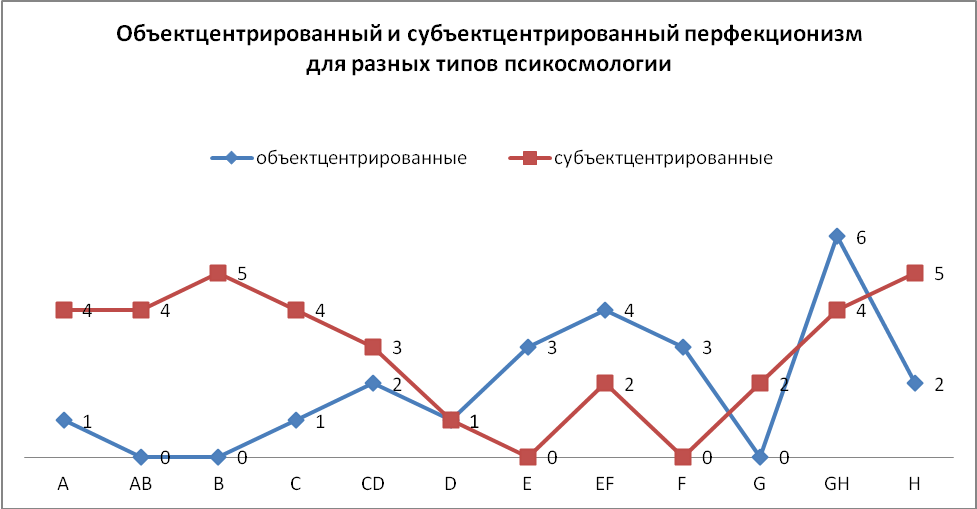 Объектцентрированный и субъектцентрированный перфекционизм
для разных типов психосмологии
объектцентрированные
субъектцентрированные
6
5
5
4
4
4
4
4
3
3
3
2
2
2
2
1
1
1
0
0
0
0
0
A
AB
B
C
CD
D
E
EF
F
G
GH
H